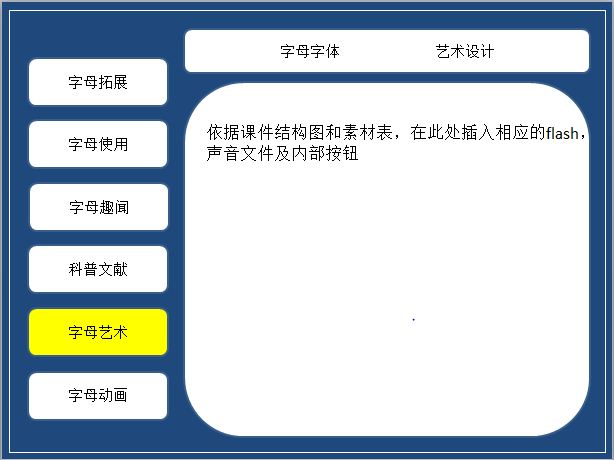 字母字体 艺术设计
字母拓展
字母使用
字母趣闻
科普文献
字母艺术
字母动画
依据课件结构图和素材表，在此处插入相应的flash，
声音文件及内部按钮